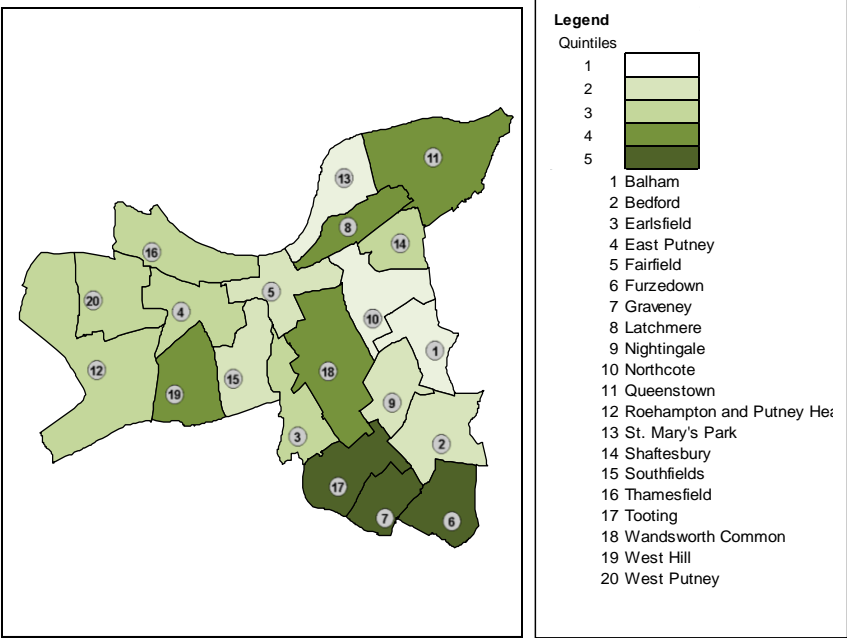 Legend
Quintiles
1
2
3
4
5
1 Balham
2 Bedford
3 Earlsfield
4 East Putney
5 Fairfield
6 Furzedown
7 Graveney
8 Latchmere
9 Nightingale
10 Northcote
11 Queenstown
12 Roehampton and Putney Hea
13 St. Mary's Park
14 Shaftesbury
15 Southfields
16 Thamesfield
17 Tooting
18 Wandsworth Common
19 West Hill
20 West Putney
11
13
8
14
16
5
20
4
10
1
12
18
15
19
9
3
2
17
7
6